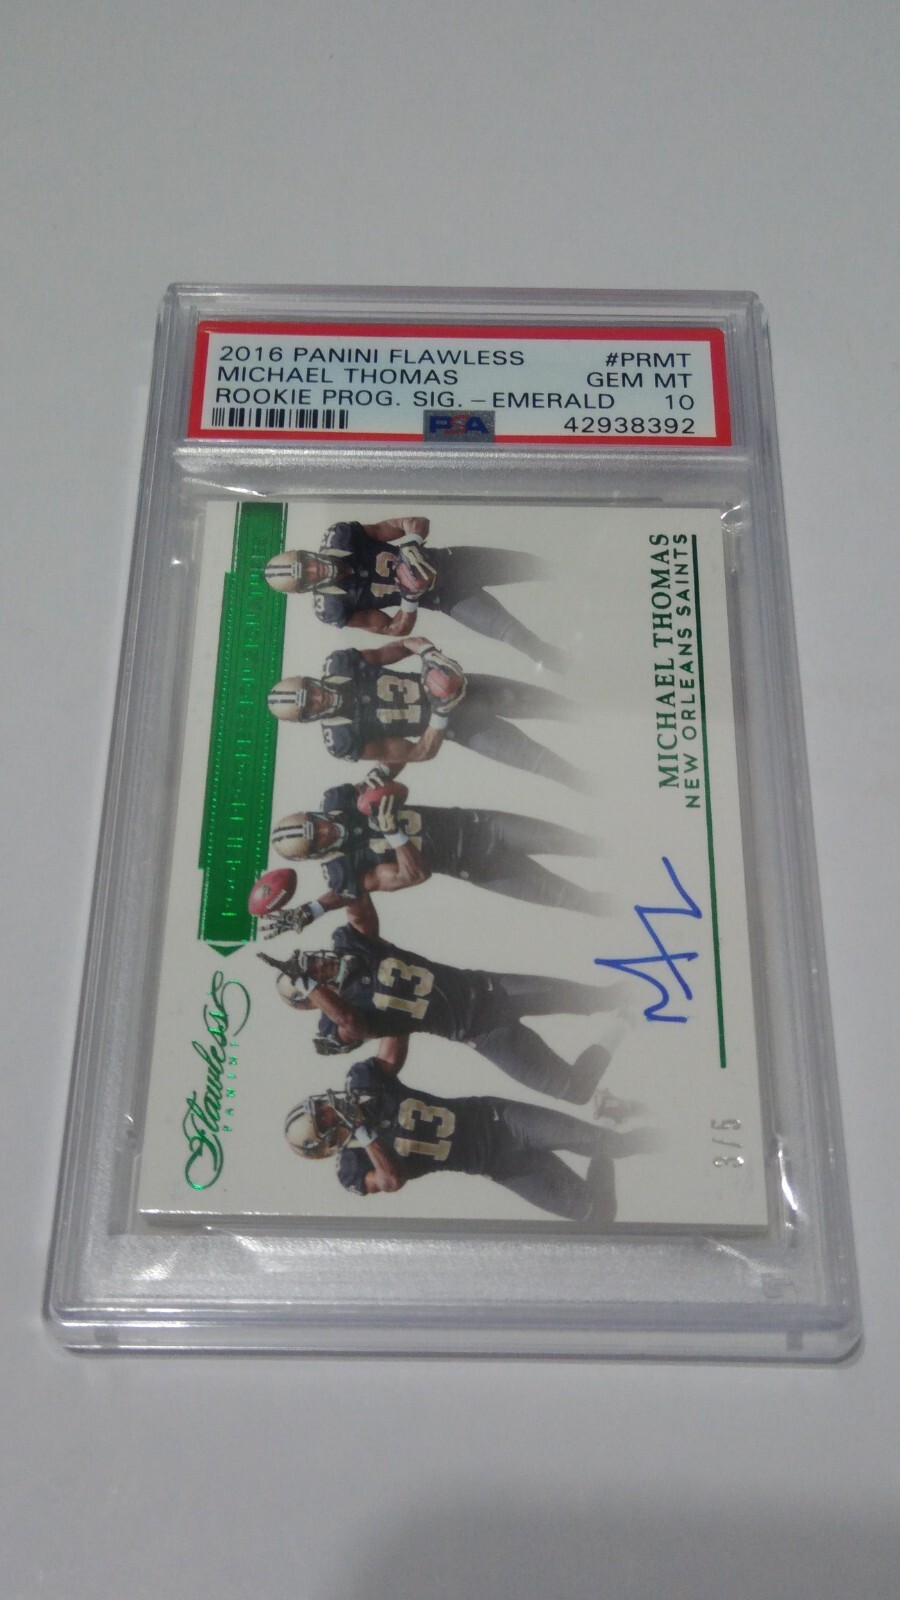 2016 PANINI FLAWLESS #PRMT
MICHAEL THOMAS GEM MT
ROOKIE PROG. SIG. - EMERALD 10
PSA 42938392
Flawless
PANINI
13
13
13
13
13
MICHAEL THOMAS
NEW ORLEANS SAINTS
3/5